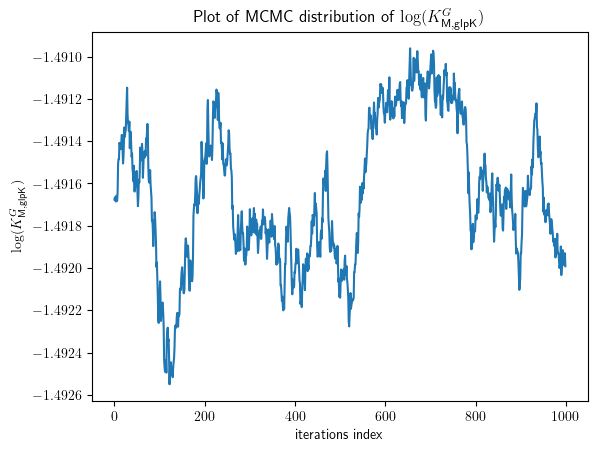 Plot of MCMC distribution of log(K^G_M,glpK)
−1.4910
−1.4912
−1.4914
−1.4916
−1.4918
−1.4920
−1.4922
−1.4924
−1.4926
log(K^G_M,glpK)
0 200 400 600 800 1000
iterations index